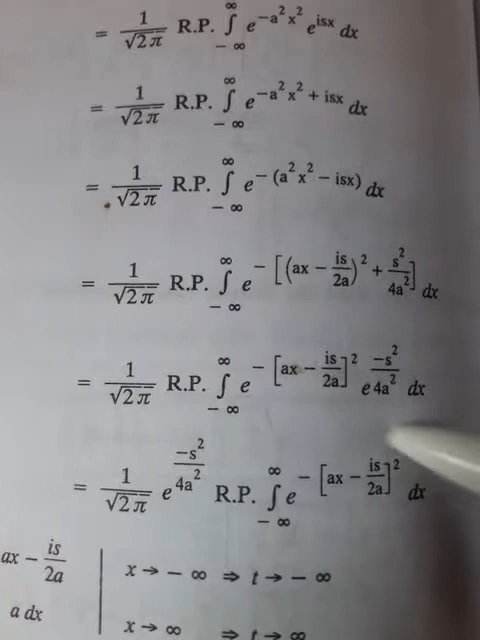 = 1/√2π R.P. ∫_{-∞}^{∞} e^{-a²x²} e^{isx} dx
= 1/√2π R.P. ∫_{-∞}^{∞} e^{-a²x² + isx} dx
= 1/√2π R.P. ∫_{-∞}^{∞} e^{-(a²x² - isx)} dx
= 1/√2π R.P. ∫_{-∞}^{∞} e^{-[(ax - is/2a)² + s²/4a²]} dx
= 1/√2π R.P. ∫_{-∞}^{∞} e^{-[ax - is/2a]²} e^{-s²/4a²} dx
= 1/√2π e^{-s²/4a²} R.P. ∫_{-∞}^{∞} e^{-[ax - is/2a]²} dx
ax - is/2a | x → - ∞ ⇒ t → - ∞
a dx | x → ∞ ⇒ t → ∞